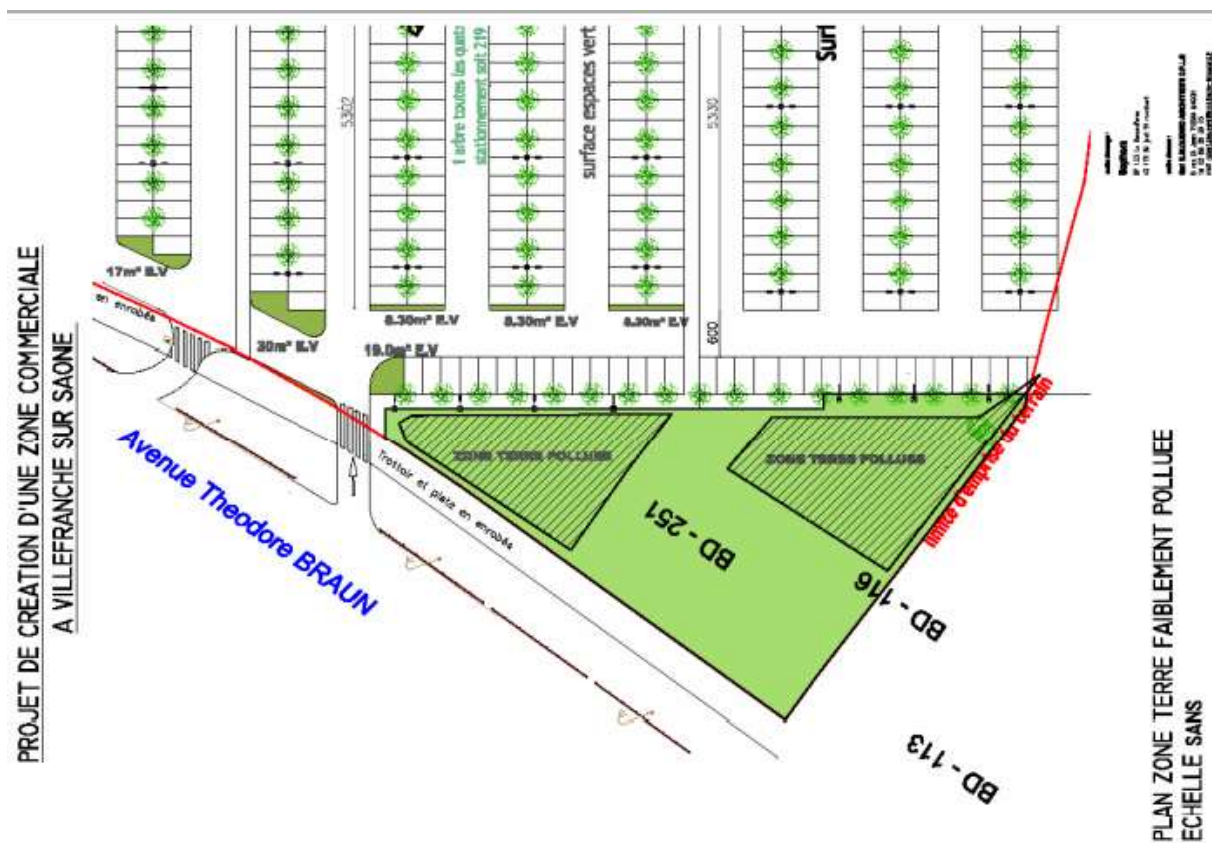 PROJET DE CREATION D'UNE ZONE COMMERCIALE
A VILLEFRANCHE SUR SAONE
17m² E.V
en enrobés
30m² E.V
5302
1 arbre toutes les
stationnement soit 219
surface espaces vert
8.30m² E.V
8.30m² E.V
8.30m² E.V
19.0m² E.V
5330
600
Surf
Avenue Theodore BRAUN
Trottoir et piste en enrobés
ZONE TERRE POLLUEE
ZONE TERRE POLLUEE
limite d'emprise du terrain
BD - 251
BD - 116
BD - 113
PLAN ZONE TERRE FAIBLEMENT POLLUEE
ECHELLE SANS